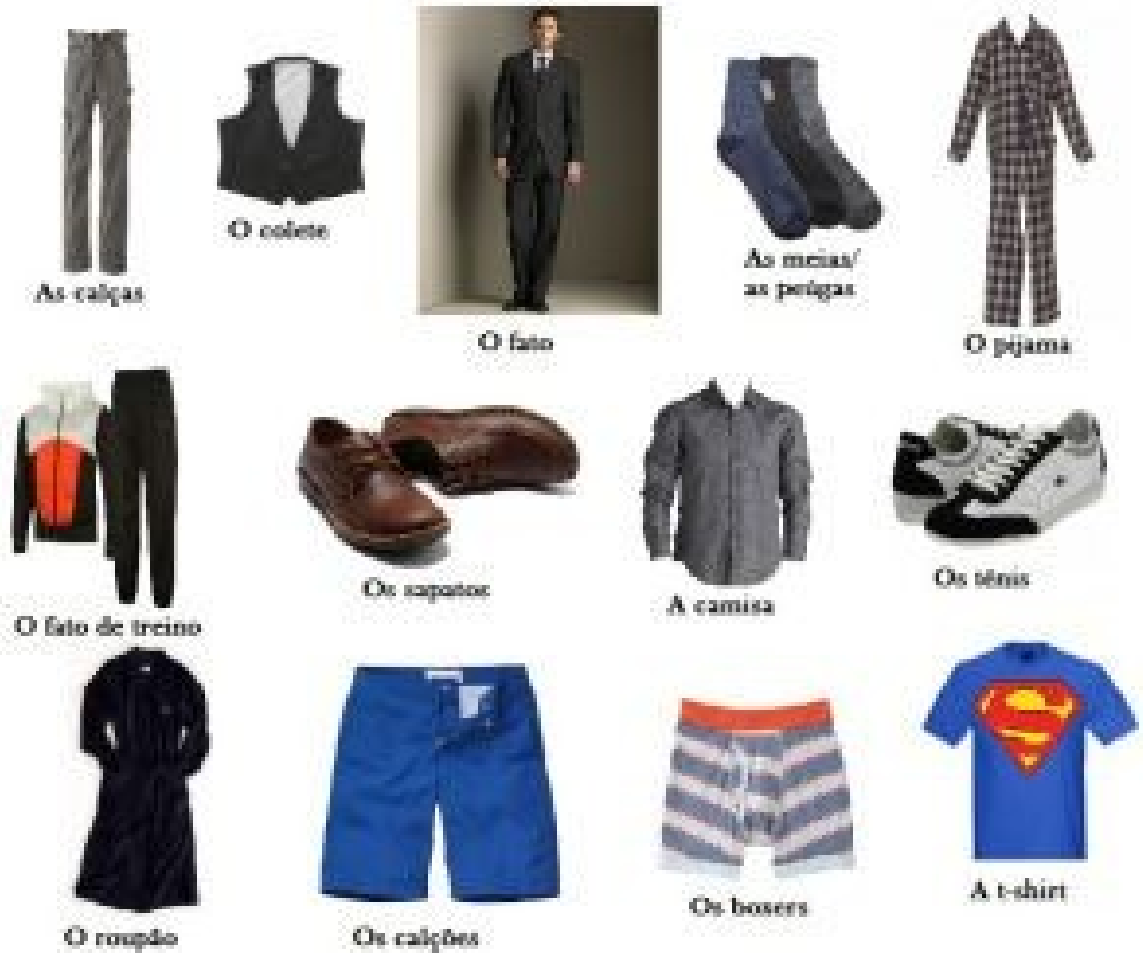 As calças
O colete
O fato
As meias/
as peúgas
O pijama
O fato de treino
Os sapatos
A camisa
Os ténis
O roupão
Os calções
Os boxers
A t-shirt